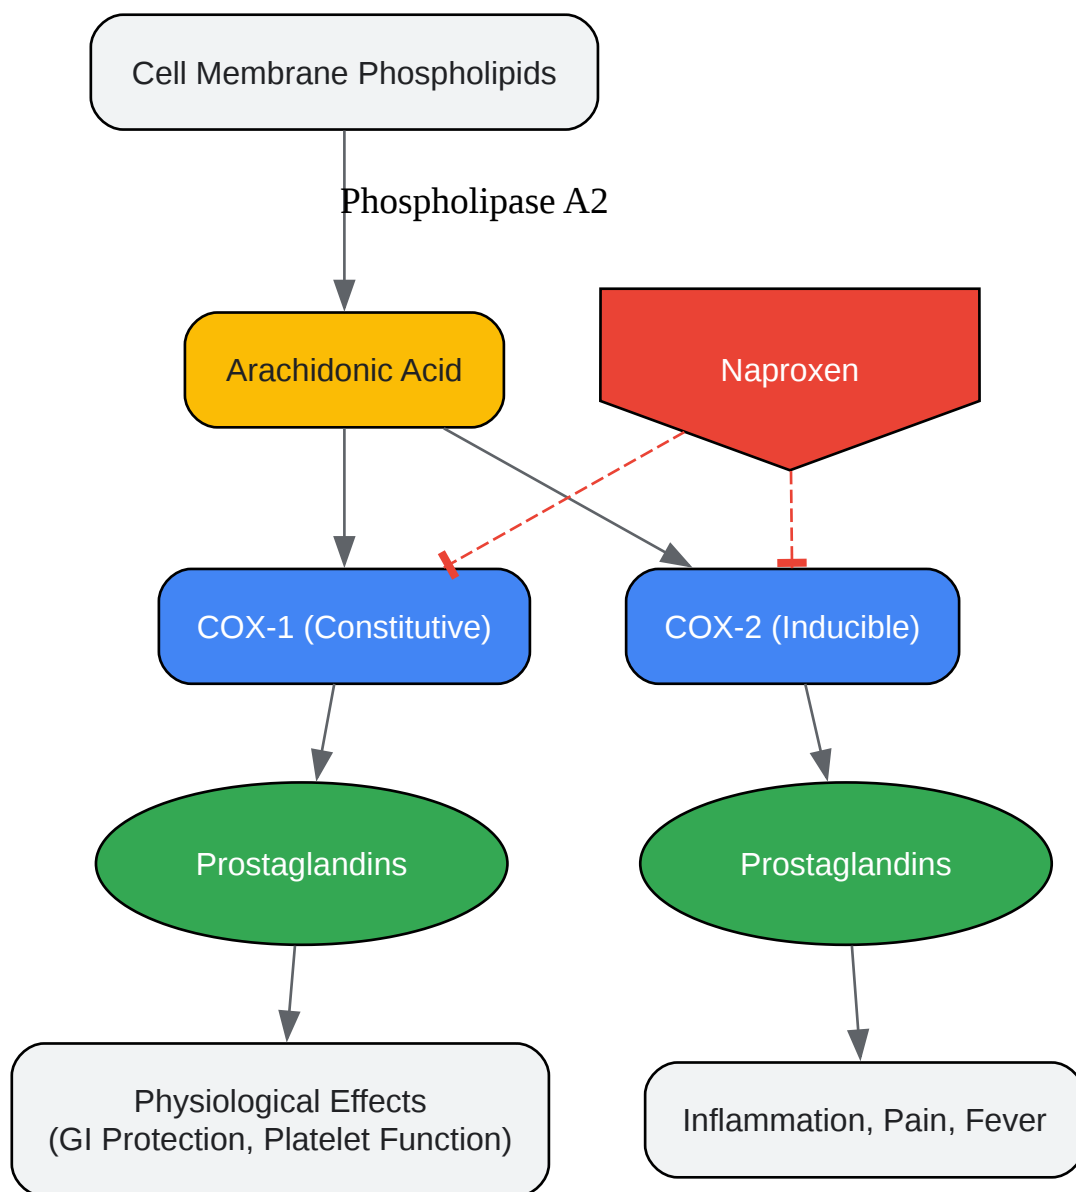 Cell Membrane Phospholipids
Phospholipase A2
Arachidonic Acid
Naproxen
COX-1 (Constitutive)
COX-2 (Inducible)
Prostaglandins
Prostaglandins
Physiological Effects
(GI Protection, Platelet Function)
Inflammation, Pain, Fever